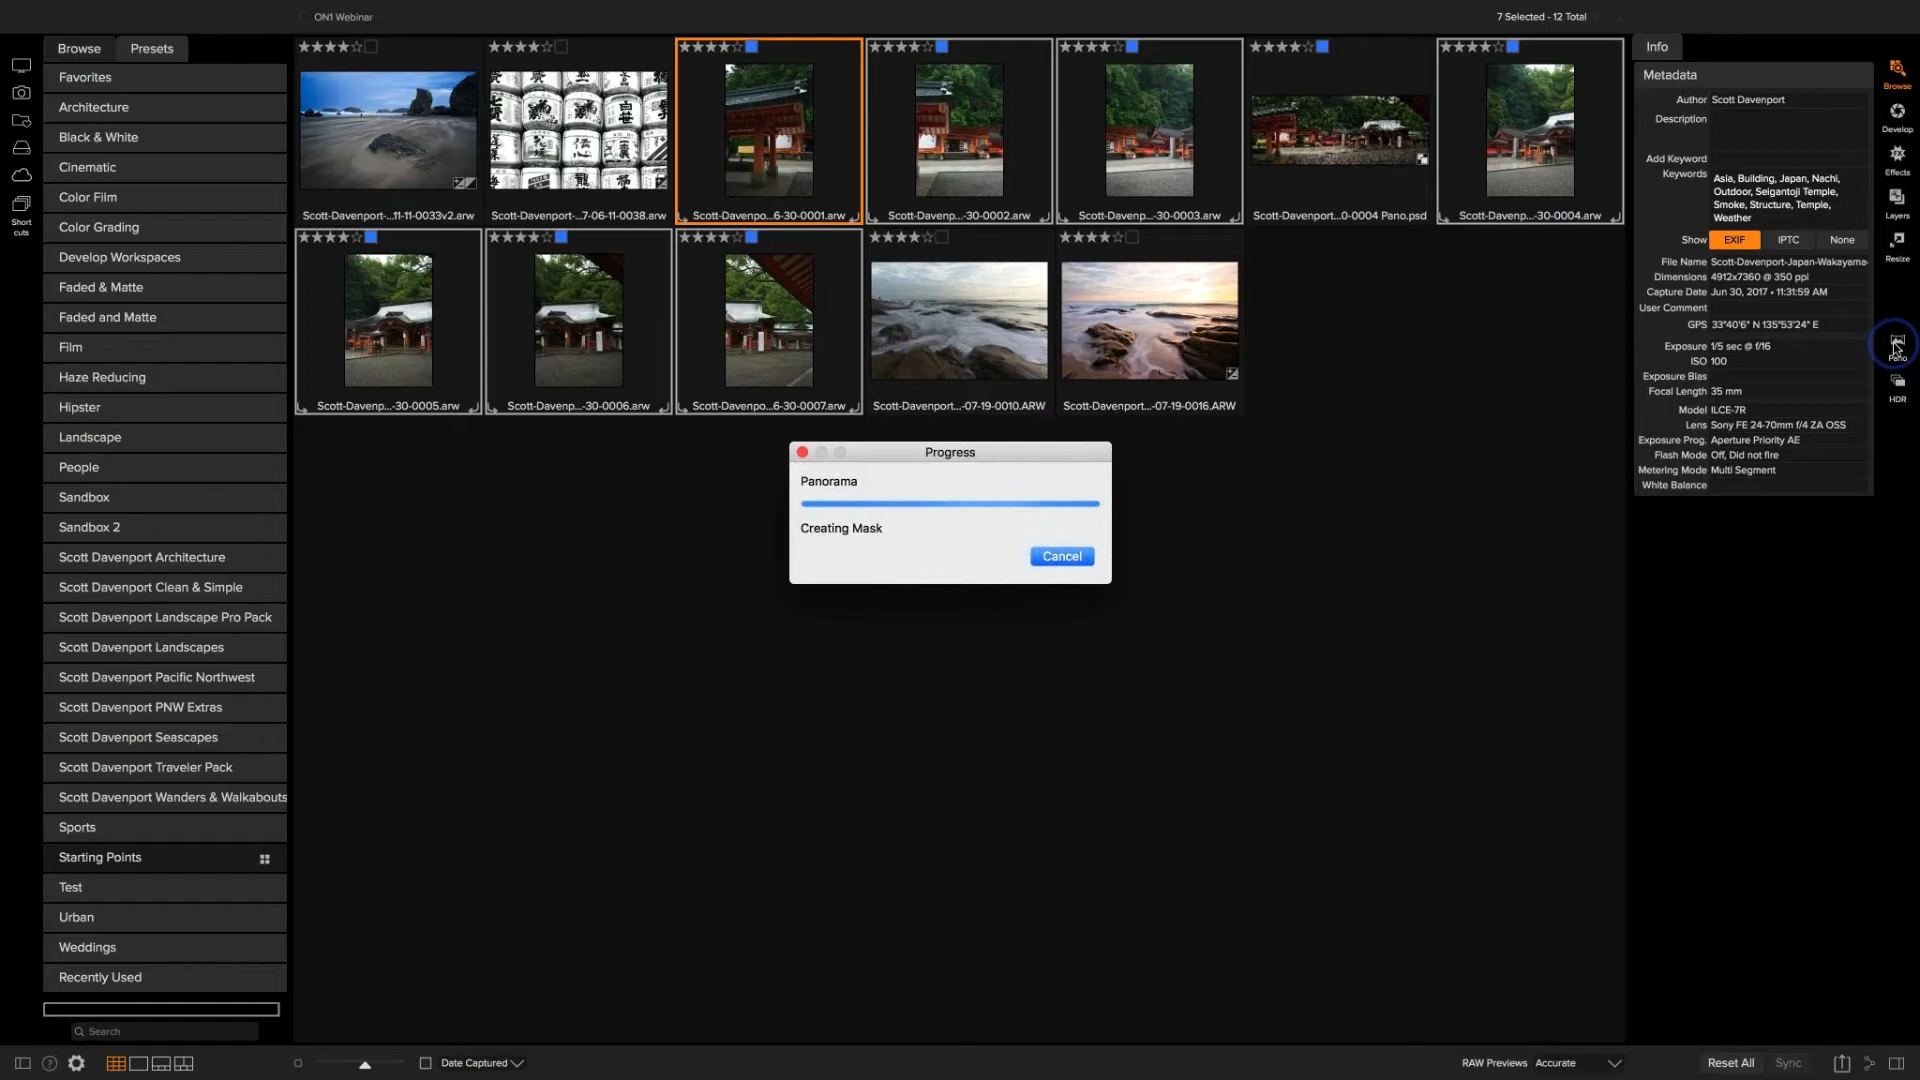 ON1 Webinar
7 Selected - 12 Total
Browse
Presets
Info
Favorites
Architecture
Black & White
Cinematic
Color Film
Color Grading
Develop Workspaces
Faded & Matte
Faded and Matte
Film
Haze Reducing
Hipster
Landscape
People
Sandbox
Sandbox 2
Scott Davenport Architecture
Scott Davenport Clean & Simple
Scott Davenport Landscape Pro Pack
Scott Davenport Landscapes
Scott Davenport Pacific Northwest
Scott Davenport PNW Extras
Scott Davenport Seascapes
Scott Davenport Traveler Pack
Scott Davenport Wanders & Walkabouts
Sports
Starting Points
Test
Urban
Weddings
Recently Used
Search
Short
cuts
Scott-Davenport-...11-11-0033v2.arw
Scott-Davenport-...7-06-11-0038.arw
Scott-Davenpo...6-30-0001.arw
Scott-Davenp...-30-0002.arw
Scott-Davenp...-30-0003.arw
Scott-Davenport...0-0004 Pano.psd
Scott-Davenp...-30-0004.arw
Scott-Davenp...-30-0005.arw
Scott-Davenp...-30-0006.arw
Scott-Davenp...6-30-0007.arw
Scott-Davenport...-07-19-0010.ARW
Scott-Davenport...-07-19-0016.ARW
Progress
Panorama
Creating Mask
Cancel
Metadata
Author Scott Davenport
Description
Add Keyword
Keywords Asia, Building, Japan, Nachi,
Outdoor, Seigantoji Temple,
Smoke, Structure, Temple,
Weather
Show EXIF IPTC None
File Name Scott-Davenport-Japan-Wakayama-
Dimensions 4912x7360 @ 350 ppi
Capture Date Jun 30, 2017 • 11:31:59 AM
User Comment
GPS 33°40'6" N 135°53'24" E
Exposure 1/5 sec @ f/16
ISO 100
Exposure Bias
Focal Length 35 mm
Model ILCE-7R
Lens Sony FE 24-70mm f/4 ZA OSS
Exposure Prog. Aperture Priority AE
Flash Mode Off, Did not fire
Metering Mode Multi Segment
White Balance
Browse
Develop
Effects
Layers
Resize
Pano
HDR
Date Captured
RAW Previews Accurate
Reset All
Sync